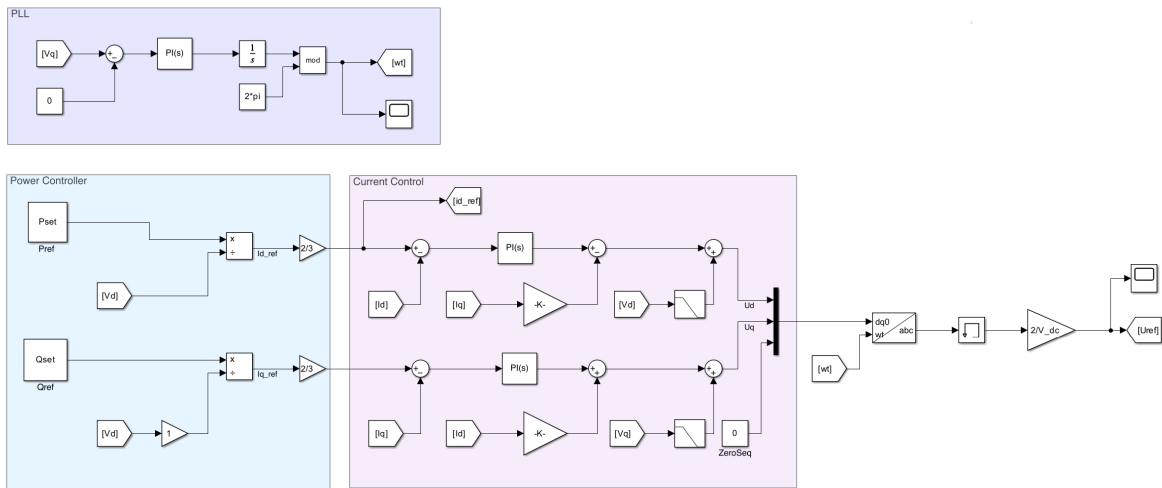 PLL
[Vq]
+
−
PI(s)
1
s
mod
[wt]
0
2*pi
Power Controller
Pset
Pref
x
÷
Id_ref
2/3
[Vd]
Qset
Qref
x
÷
Iq_ref
2/3
[Vd]
1
Current Control
[id_ref]
+
−
PI(s)
+
−
+
+
[Id]
[Iq]
-K-
[Vd]
Ud
Uq
+
−
PI(s)
+
+
+
+
[Iq]
[Id]
-K-
[Vq]
0
ZeroSeq
dq0
wt
abc
[wt]
2/V_dc
[Uref]